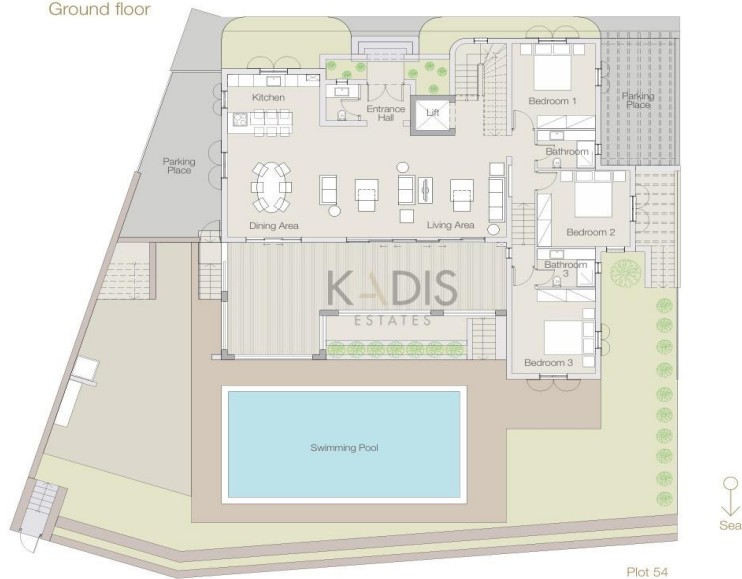 Ground floor
Kitchen
Entrance
Hall
Lift
Bedroom 1
Parking
Place
Bathroom
Parking
Place
Bedroom 2
Dining Area
Living Area
Bathroom
3
KADIS
ESTATES
Bedroom 3
Swimming Pool
Sea
Plot 54